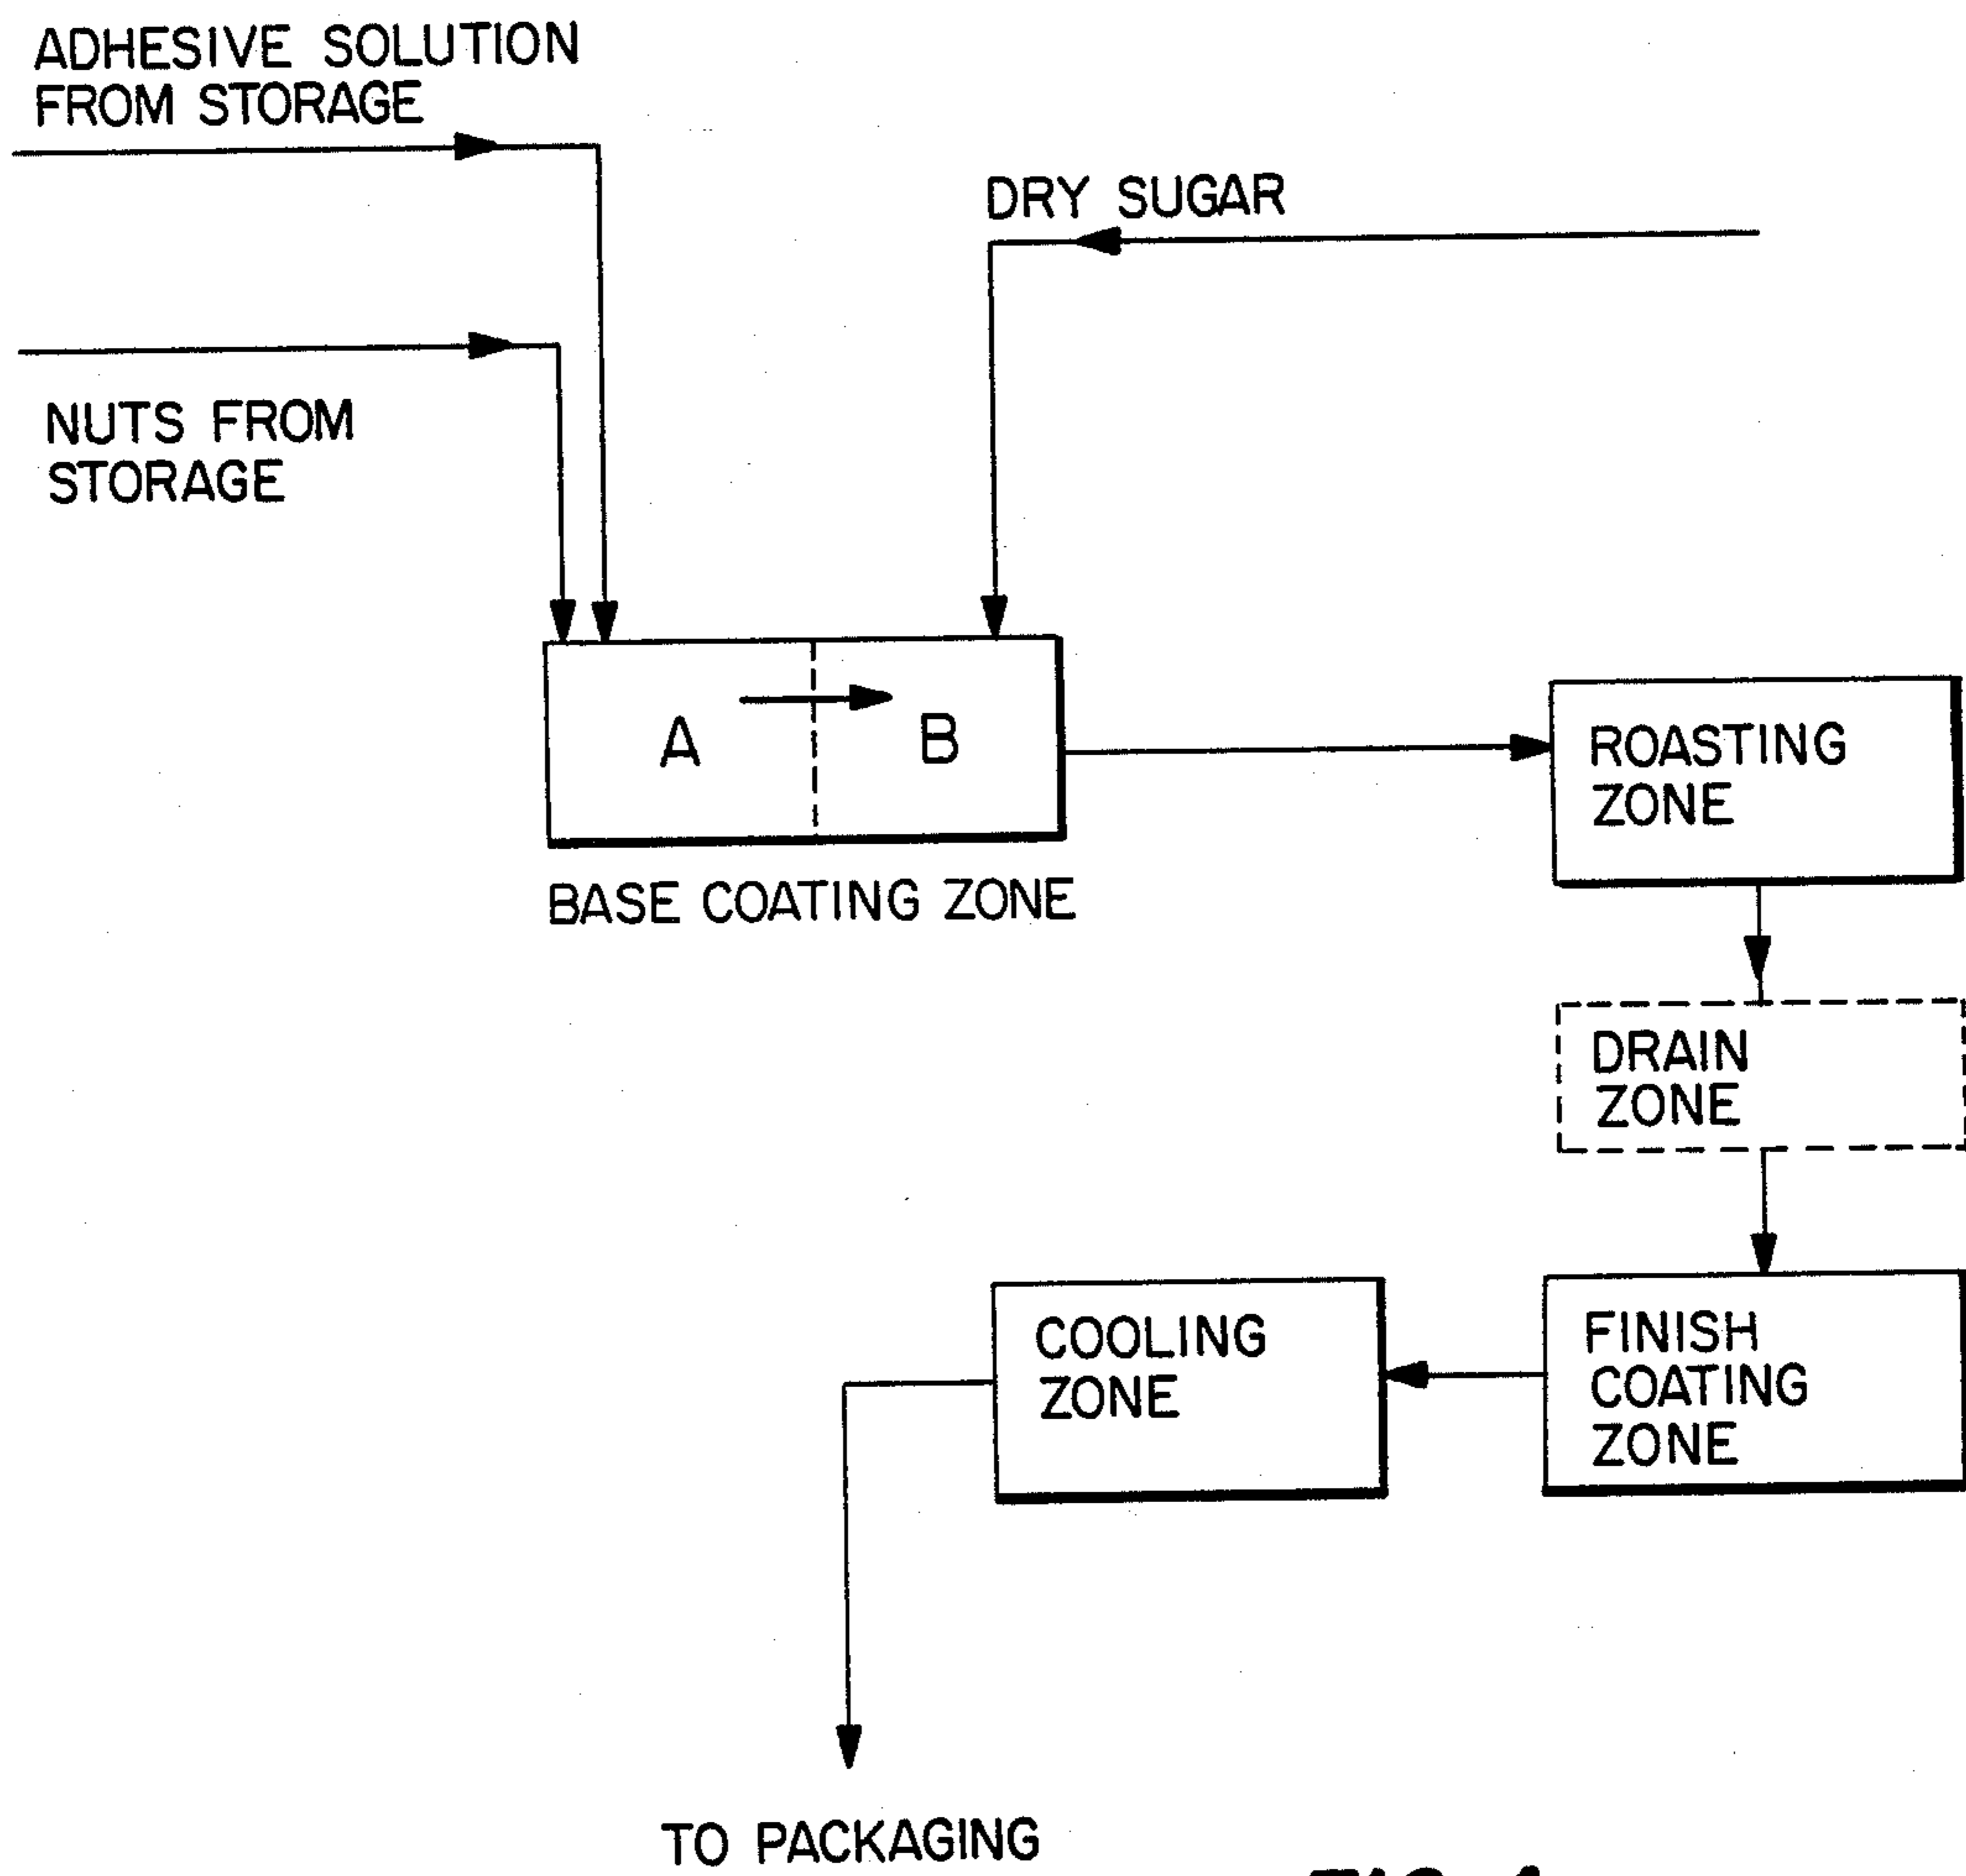 ADHESIVE SOLUTION
FROM STORAGE
DRY SUGAR
NUTS FROM
STORAGE
A
B
BASE COATING ZONE
ROASTING
ZONE
DRAIN
ZONE
FINISH
COATING
ZONE
COOLING
ZONE
TO PACKAGING